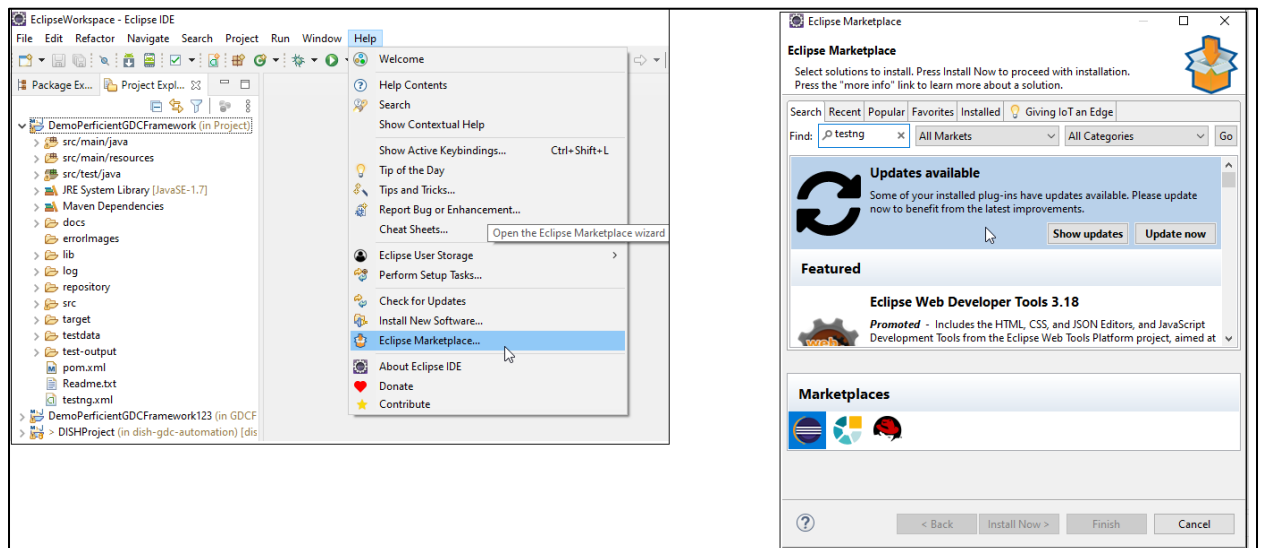 EclipseWorkspace - Eclipse IDE
File Edit Refactor Navigate Search Project Run Window Help
Package Ex... Project Expl...
DemoPerficientGDCFramework (in Project)
src/main/java
src/main/resources
src/test/java
JRE System Library [JavaSE-1.7]
Maven Dependencies
docs
errorImages
lib
log
repository
src
target
testdata
test-output
pom.xml
Readme.txt
testng.xml
DemoPerficientGDCFramework123 (in GDCF
> DISHProject (in dish-gdc-automation) [dis
Welcome
Help Contents
Search
Show Contextual Help
Show Active Keybindings... Ctrl+Shift+L
Tip of the Day
Tips and Tricks...
Report Bug or Enhancement...
Cheat Sheets...
Open the Eclipse Marketplace wizard
Eclipse User Storage
Perform Setup Tasks...
Check for Updates
Install New Software...
Eclipse Marketplace...
About Eclipse IDE
Donate
Contribute
Eclipse Marketplace
Eclipse Marketplace
Select solutions to install. Press Install Now to proceed with installation.
Press the "more info" link to learn more about a solution.
Search Recent Popular Favorites Installed Giving IoT an Edge
Find: testng All Markets All Categories Go
Updates available
Some of your installed plug-ins have updates available. Please update
now to benefit from the latest improvements.
Show updates Update now
Featured
Eclipse Web Developer Tools 3.18
Promoted - Includes the HTML, CSS, and JSON Editors, and JavaScript
Development Tools from the Eclipse Web Tools Platform project, aimed at
Marketplaces
< Back Install Now > Finish Cancel